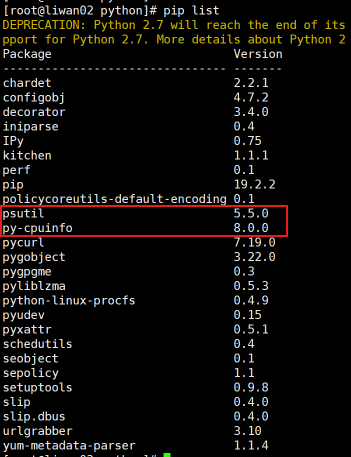 [root@liwan02 python]# pip list
DEPRECATION: Python 2.7 will reach the end of its
pport for Python 2.7. More details about Python 2
Package Version
---------------------------- -------
chardet 2.2.1
configobj 4.7.2
decorator 3.4.0
iniparse 0.4
IPy 0.75
kitchen 1.1.1
perf 0.1
pip 19.2.2
policycoreutils-default-encoding 0.1
psutil 5.5.0
py-cpuinfo 8.0.0
pycurl 7.19.0
pygobject 3.22.0
pygpgme 0.3
pyliblzma 0.5.3
python-linux-procfs 0.4.9
pyudev 0.15
pyxattr 0.5.1
schedutils 0.4
seobject 0.1
sepolicy 1.1
setuptools 0.9.8
slip 0.4.0
slip.dbus 0.4.0
urlgrabber 3.10
yum-metadata-parser 1.1.4
[root@liwan02 python]#